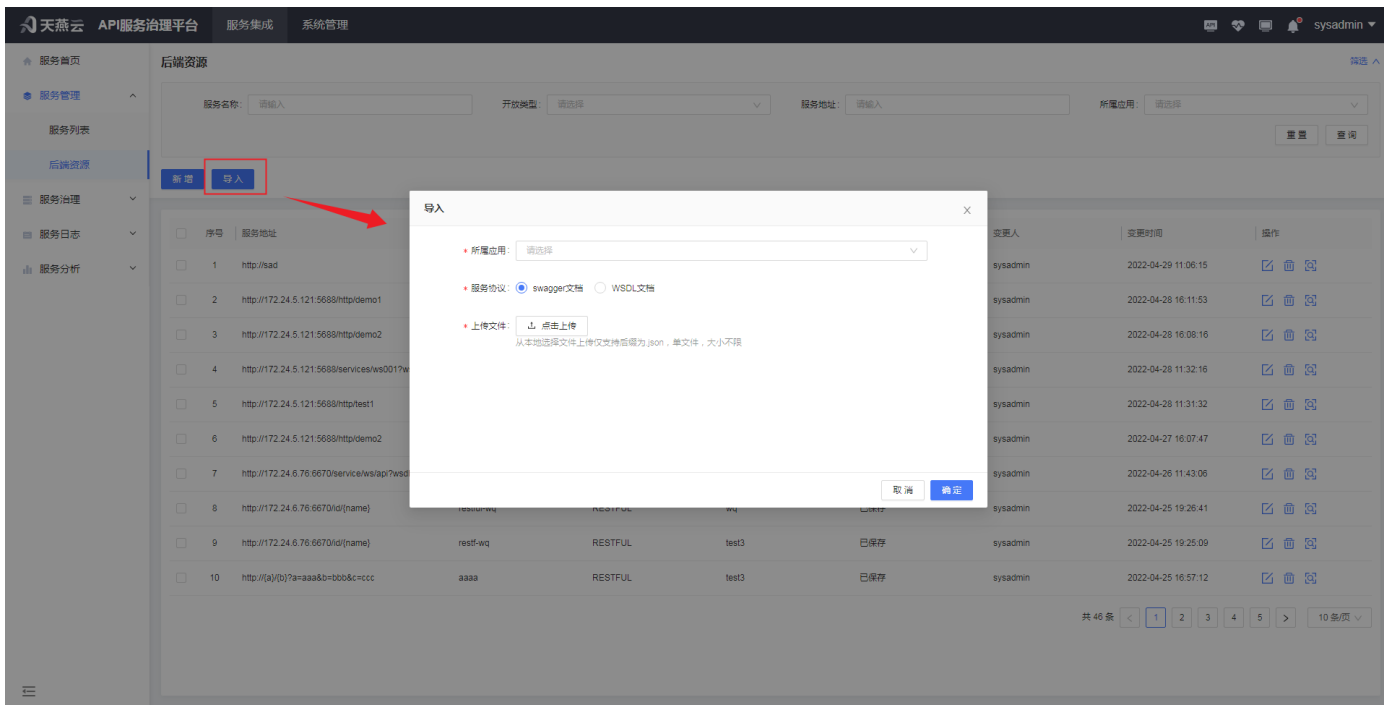 天燕云 API服务治理平台 服务集成 系统管理 API sysadmin
服务首页
服务管理
服务列表
后端资源
服务治理
服务日志
服务分析
后端资源 筛选
服务名称: 请输入 开放类型: 请选择 服务地址: 请输入 所属应用: 请选择
重置 查询
新增 导入
导入
* 所属应用: 请选择
* 服务协议: swagger文档 WSDL文档
* 上传文件: 点击上传
从本地选择文件上传仅支持后缀为 json，单文件，大小不限
取消 确定
序号 服务地址 变更人 变更时间 操作
1 http://sad sysadmin 2022-04-29 11:06:15
2 http://172.24.5.121:5688/http/demo1 sysadmin 2022-04-28 16:11:53
3 http://172.24.5.121:5688/http/demo2 sysadmin 2022-04-28 16:08:16
4 http://172.24.5.121:5688/services/ws001?w sysadmin 2022-04-28 11:32:16
5 http://172.24.5.121:5688/http/test1 sysadmin 2022-04-28 11:31:32
6 http://172.24.5.121:5688/http/demo2 sysadmin 2022-04-27 16:07:47
7 http://172.24.6.76:6670/service/ws/api?wsd sysadmin 2022-04-26 11:43:06
8 http://172.24.6.76:6670/id/{name} restful-wq RESTFUL wq 已保存 sysadmin 2022-04-25 19:26:41
9 http://172.24.6.76:6670/id/{name} restf-wq RESTFUL test3 已保存 sysadmin 2022-04-25 19:25:09
10 http://{a}/{b}?a=aaa&b=bbb&c=ccc aaaa RESTFUL test3 已保存 sysadmin 2022-04-25 16:57:12
共 46 条 1 2 3 4 5 10 条/页